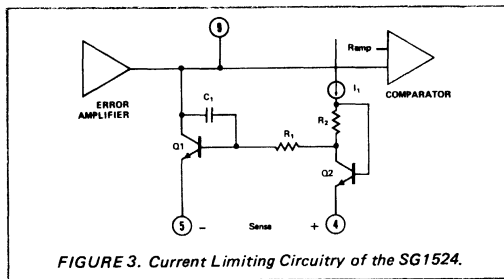 9
Ramp
ERROR
AMPLIFIER
C1
I1
COMPARATOR
R2
R1
Q1
Q2
5 - Sense + 4
FIGURE 3. Current Limiting Circuitry of the SG1524.